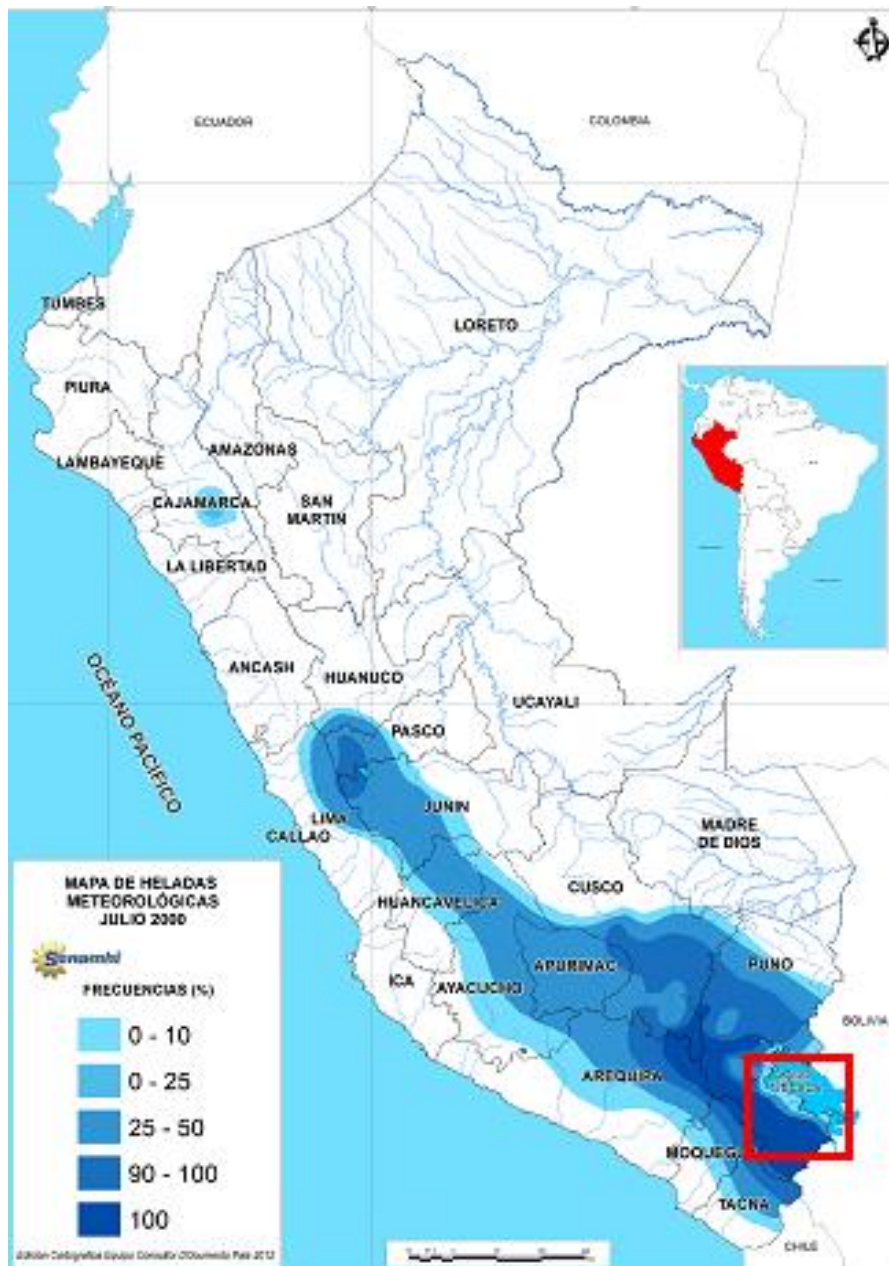 ECUADOR
COLOMBIA
TUMBES
LORETO
PIURA
AMAZONAS
LAMBAYEQUE
CAJAMARCA
SAN
MARTIN
LA LIBERTAD
ANCASH
HUANUCO
UCAYALI
PASCO
OCÉANO PACIFICO
JUNIN
LIMA
CALLAO
MADRE
DE DIOS
CUSCO
HUANCAVELICA
APURIMAC
PUNO
ICA
AYACUCHO
BOLIVIA
AREQUIPA
TACNA
CHILE
MAPA DE HELADAS
METEOROLÓGICAS
JULIO 2000
Senamhi
FRECUENCIAS (%)
0 - 10
0 - 25
25 - 50
90 - 100
100